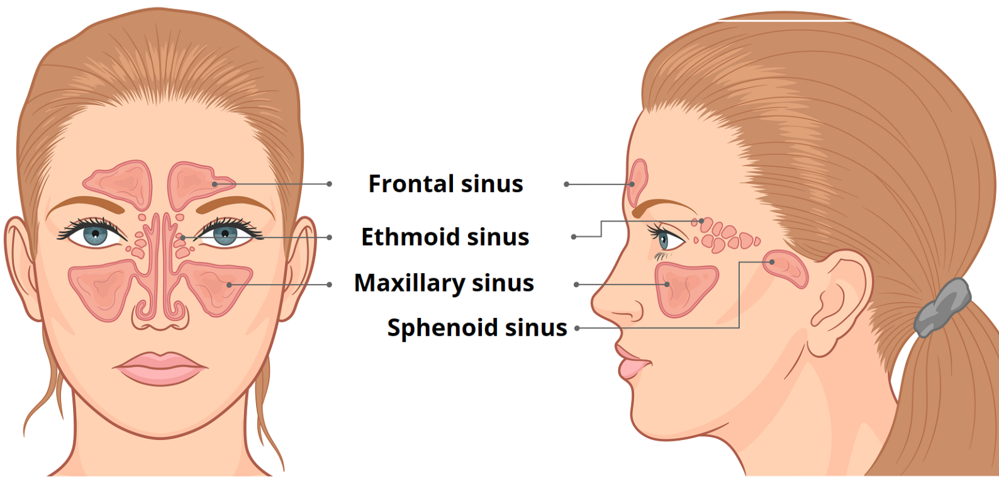 Frontal sinus
Ethmoid sinus
Maxillary sinus
Sphenoid sinus